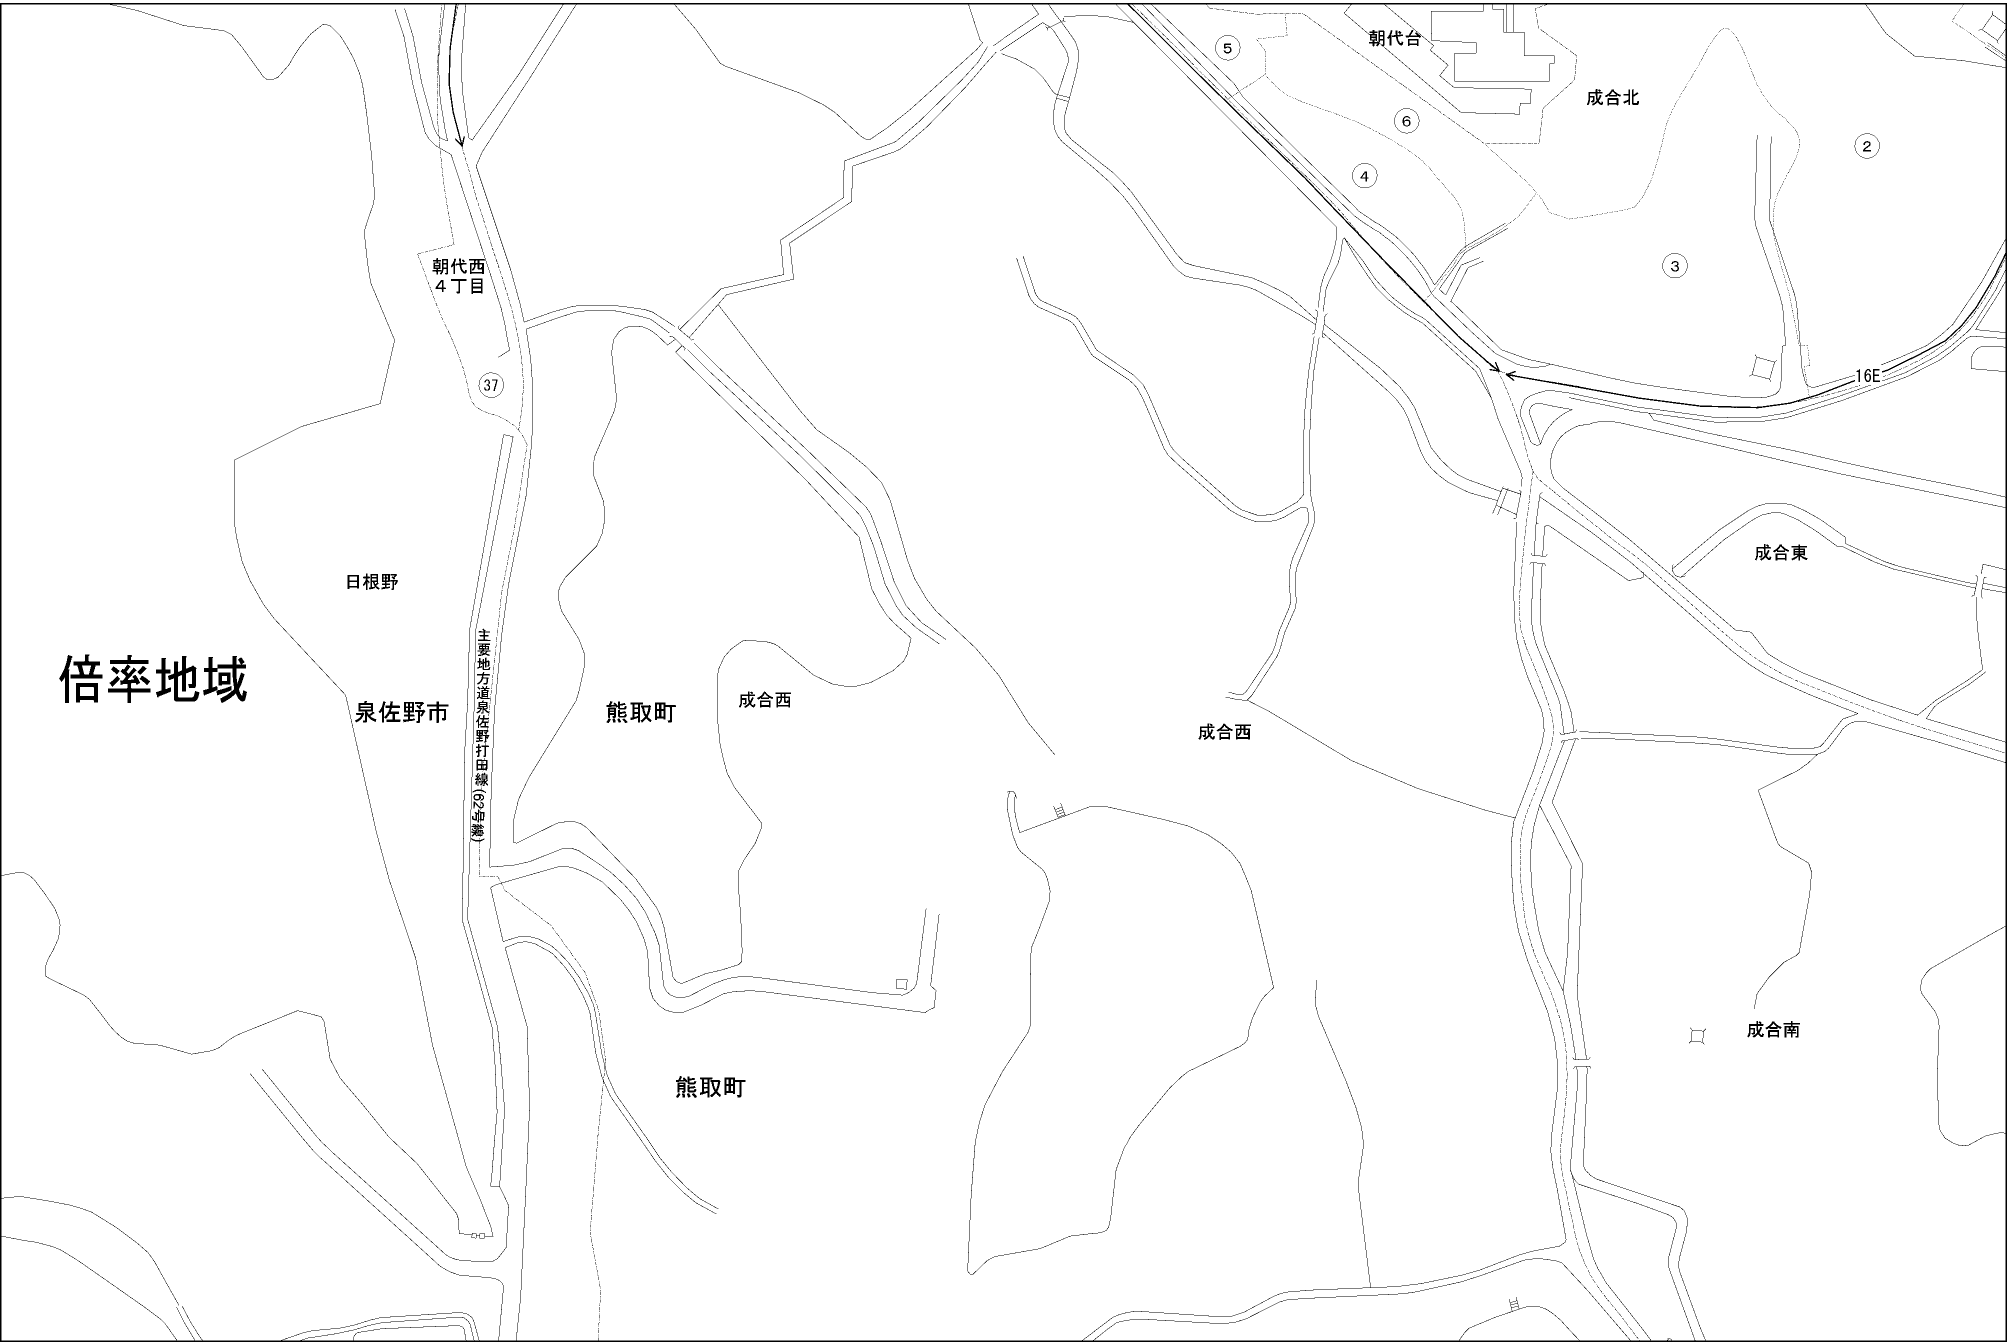 朝代台
⑤
成合北
⑥
②
④
朝代西
4丁目
③
16E
㊲
成合東
日根野
倍率地域
泉佐野市
主要地方道泉佐野打田線(62号線)
熊取町
成合西
成合西
成合南
熊取町